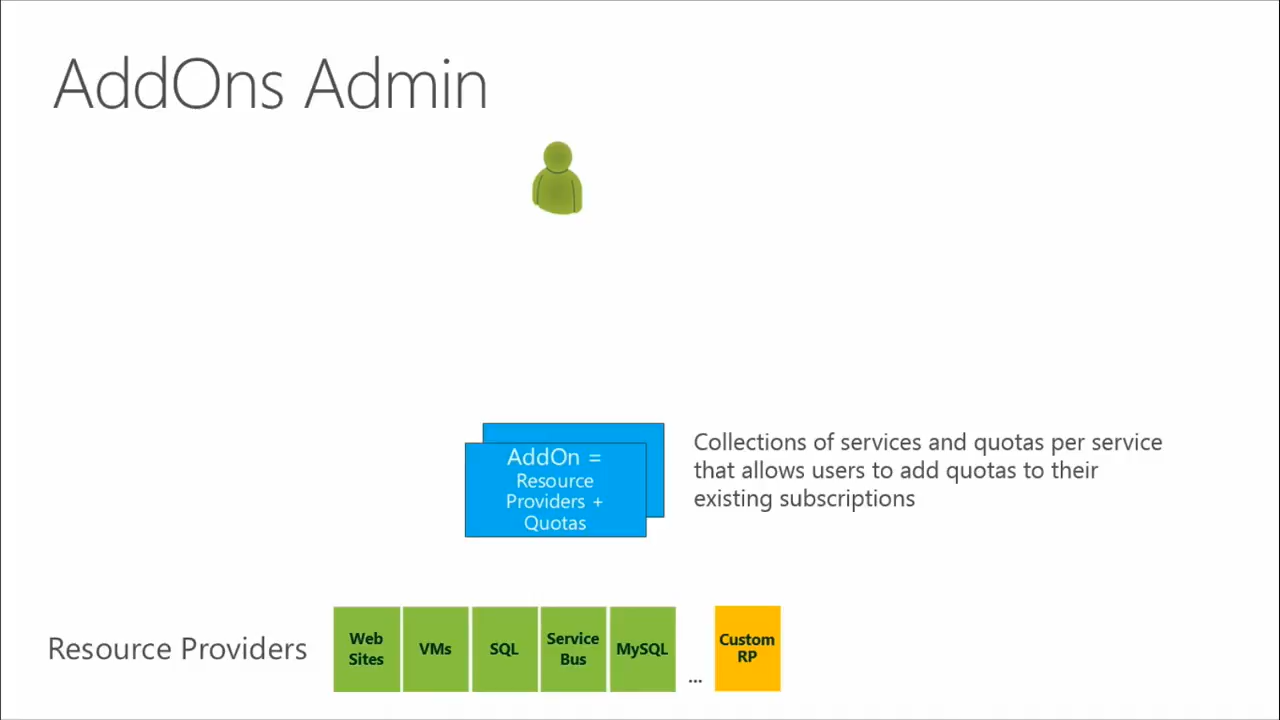 AddOns Admin
AddOn =
Resource
Providers +
Quotas
Collections of services and quotas per service
that allows users to add quotas to their
existing subscriptions
Resource Providers
Web
Sites
VMs
SQL
Service
Bus
MySQL
...
Custom
RP